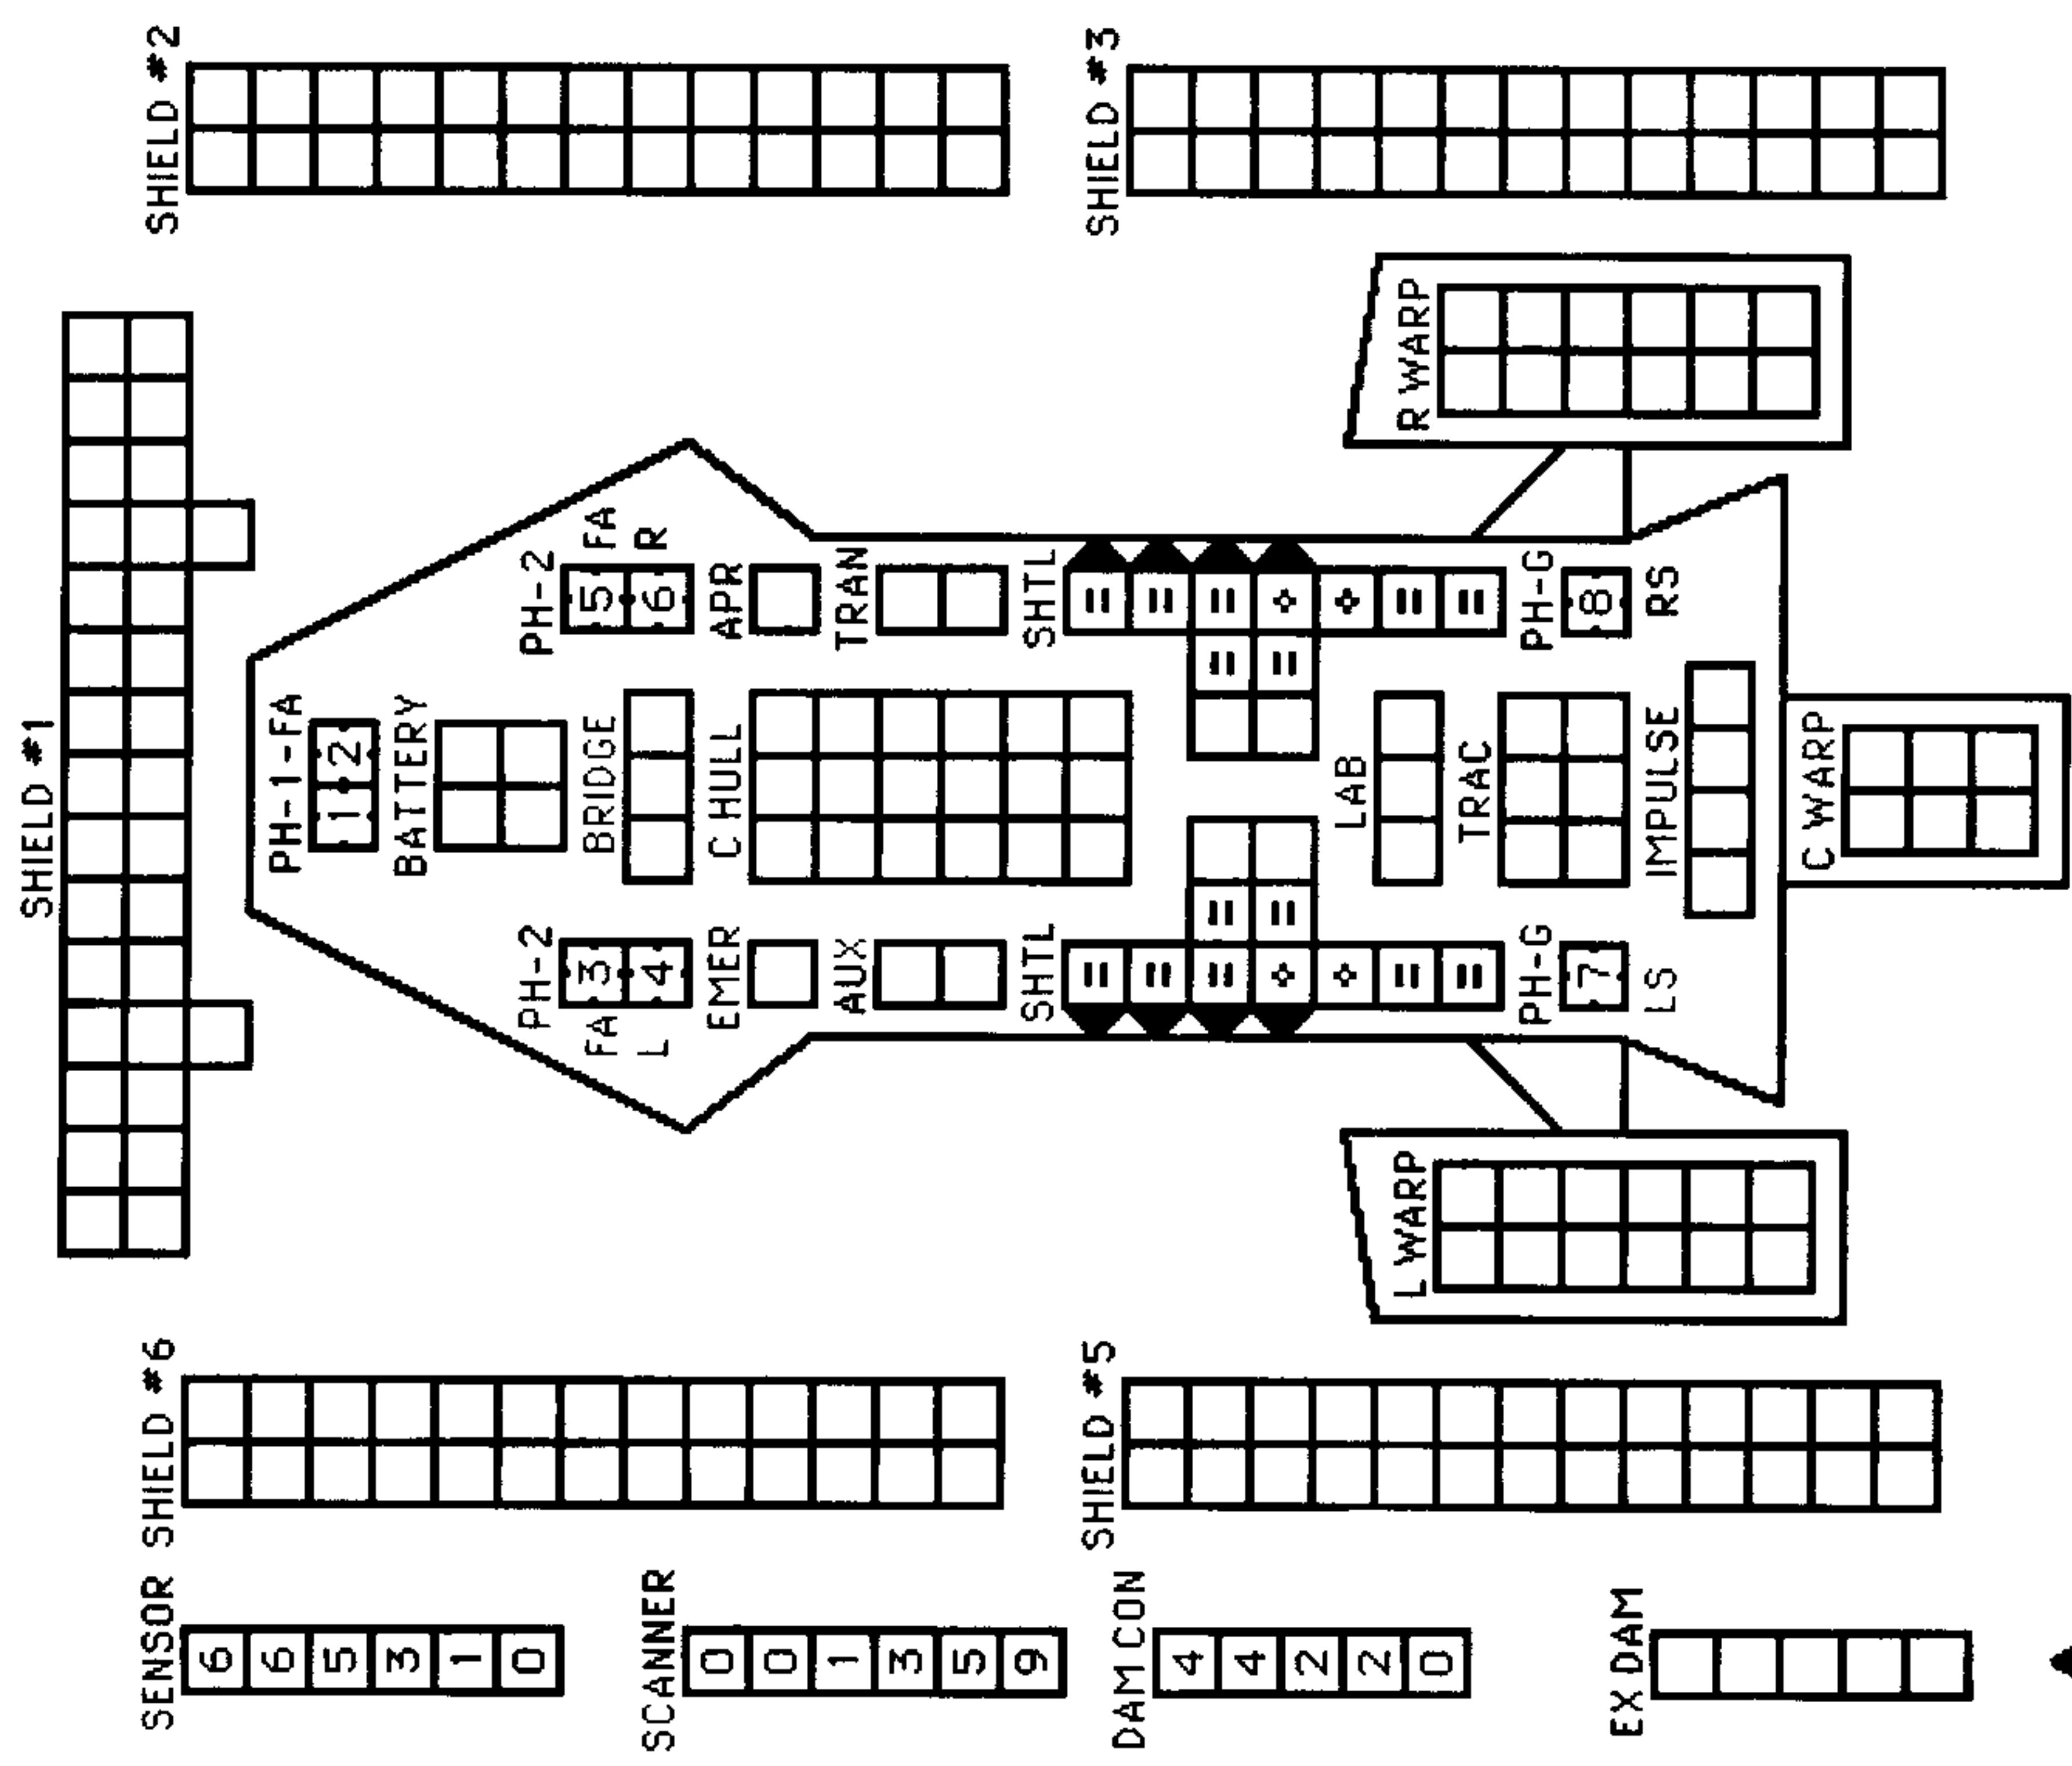 SHIELD #1
SHIELD #2
SHIELD #3
SHIELD #6
SHIELD #5
PH-1-FA
1 2
BATTERY
BRIDGE
C HULL
PH-2
3 FA
4 L
PH-2
5 FA
6 R
EMER
APR
AUX
TRAN
SHTL
SHTL
LAB
TRAC
IMPULSE
PH-G
7
LS
PH-G
8
RS
L WARP
R WARP
C WARP
SENSOR
6
6
5
3
1
0
SCANNER
0
0
1
3
5
9
DAM CON
4
4
2
2
0
EX DAM